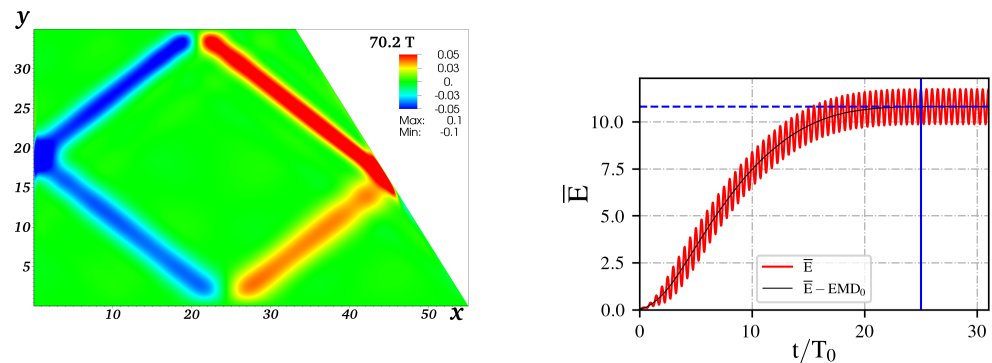 y
70.2 T
0.05
0.03
0.
-0.03
-0.05
Max: 0.1
Min: -0.1
30
25
20
15
10
5
10 20 30 40 50 x
E̅
10.0
7.5
5.0
2.5
0.0
E̅
E̅ − EMD₀
0 10 20 30
t/T₀